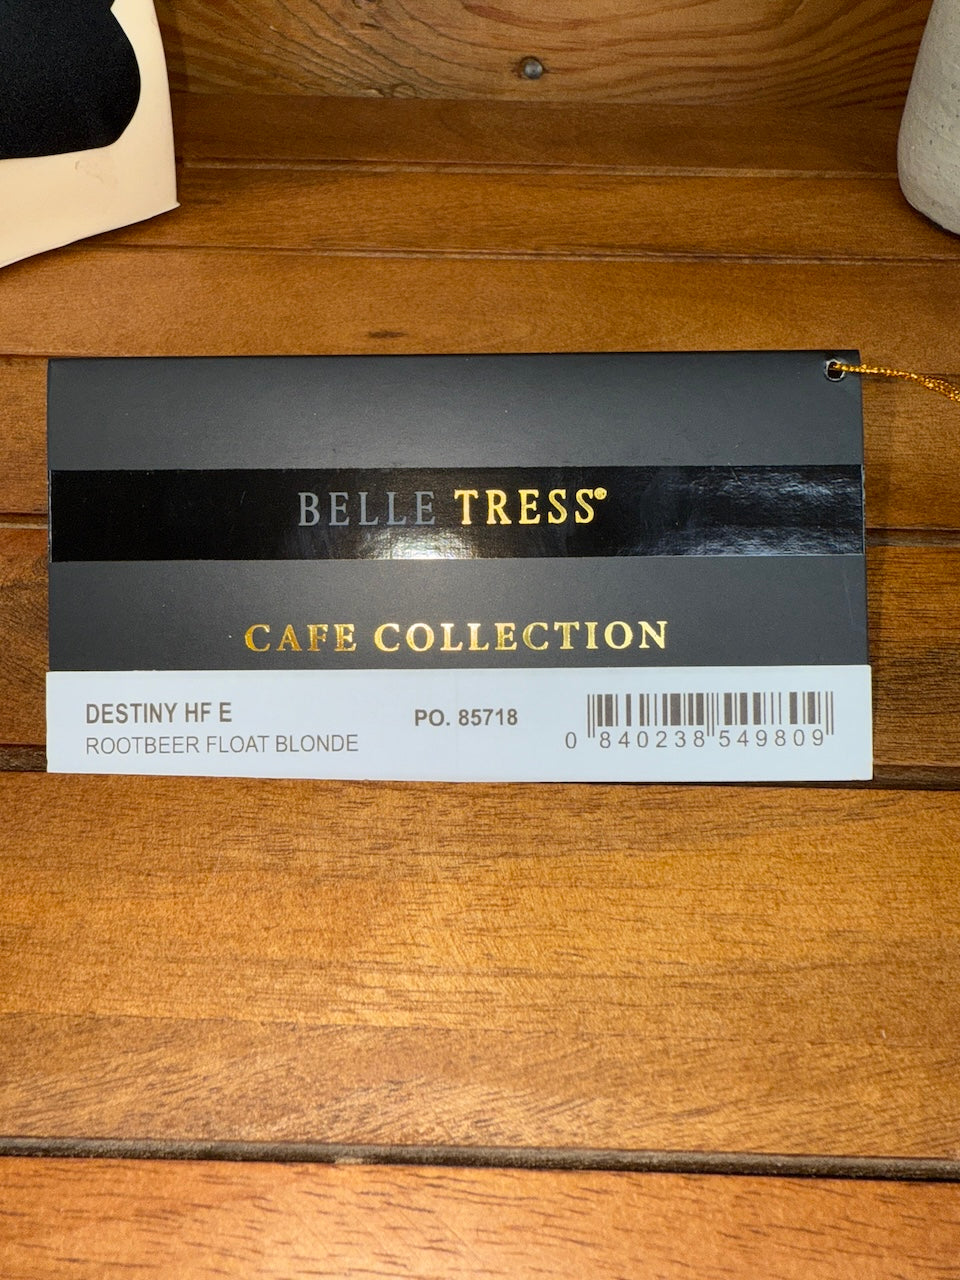 BELLE TRESS®
CAFE COLLECTION
DESTINY HF E
ROOTBEER FLOAT BLONDE
PO. 85718
0 840238 549809